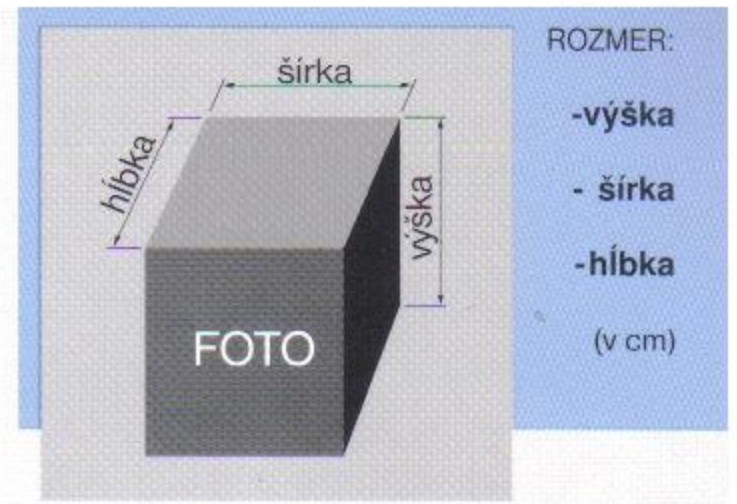 šírka
hĺbka
výška
FOTO
ROZMER:
-výška
- šírka
-hĺbka
(v cm)